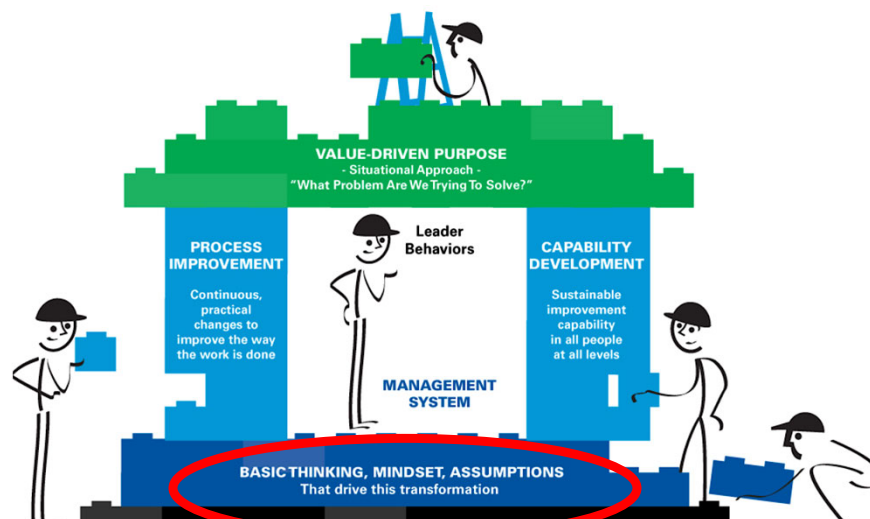 VALUE-DRIVEN PURPOSE
- Situational Approach -
"What Problem Are We Trying To Solve?"
Leader
Behaviors
PROCESS
IMPROVEMENT
Continuous,
practical
changes to
improve the way
the work is done
CAPABILITY
DEVELOPMENT
Sustainable
improvement
capability
in all people
at all levels
MANAGEMENT
SYSTEM
BASIC THINKING, MINDSET, ASSUMPTIONS
That drive this transformation